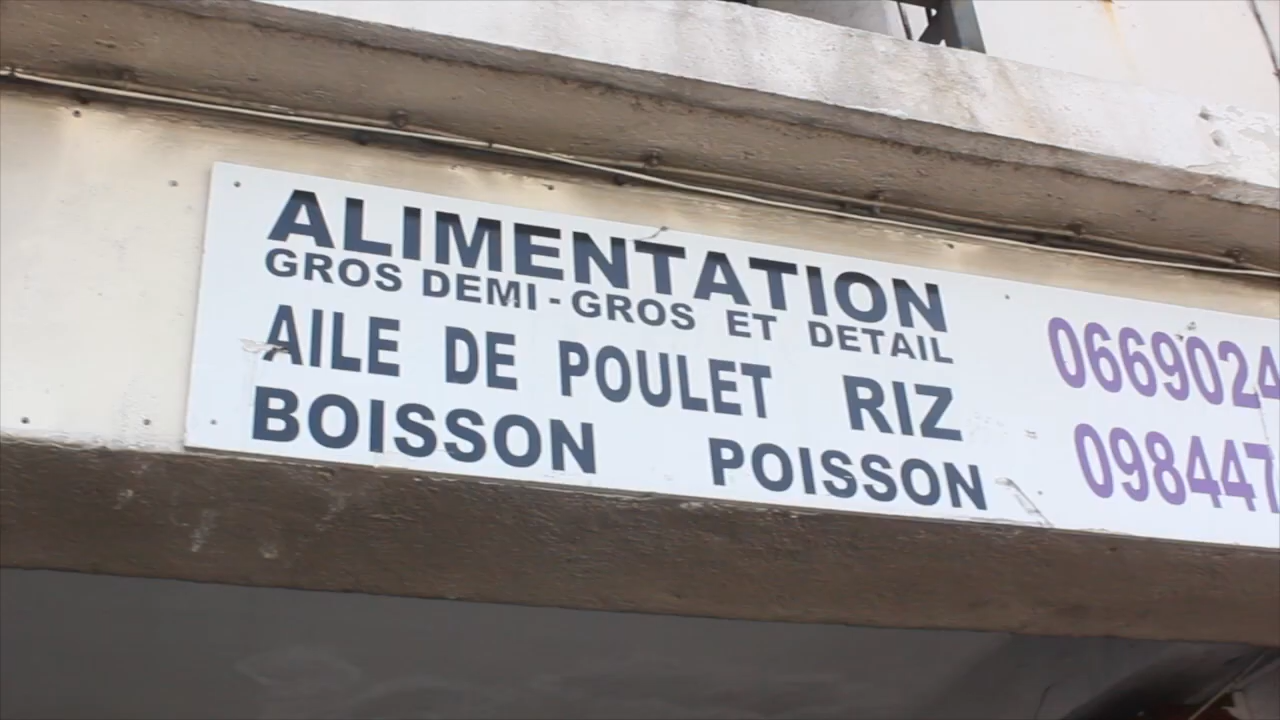 ALIMENTATION
GROS DEMI-GROS ET DETAIL
AILE DE POULET RIZ
BOISSON POISSON
0669024
098447